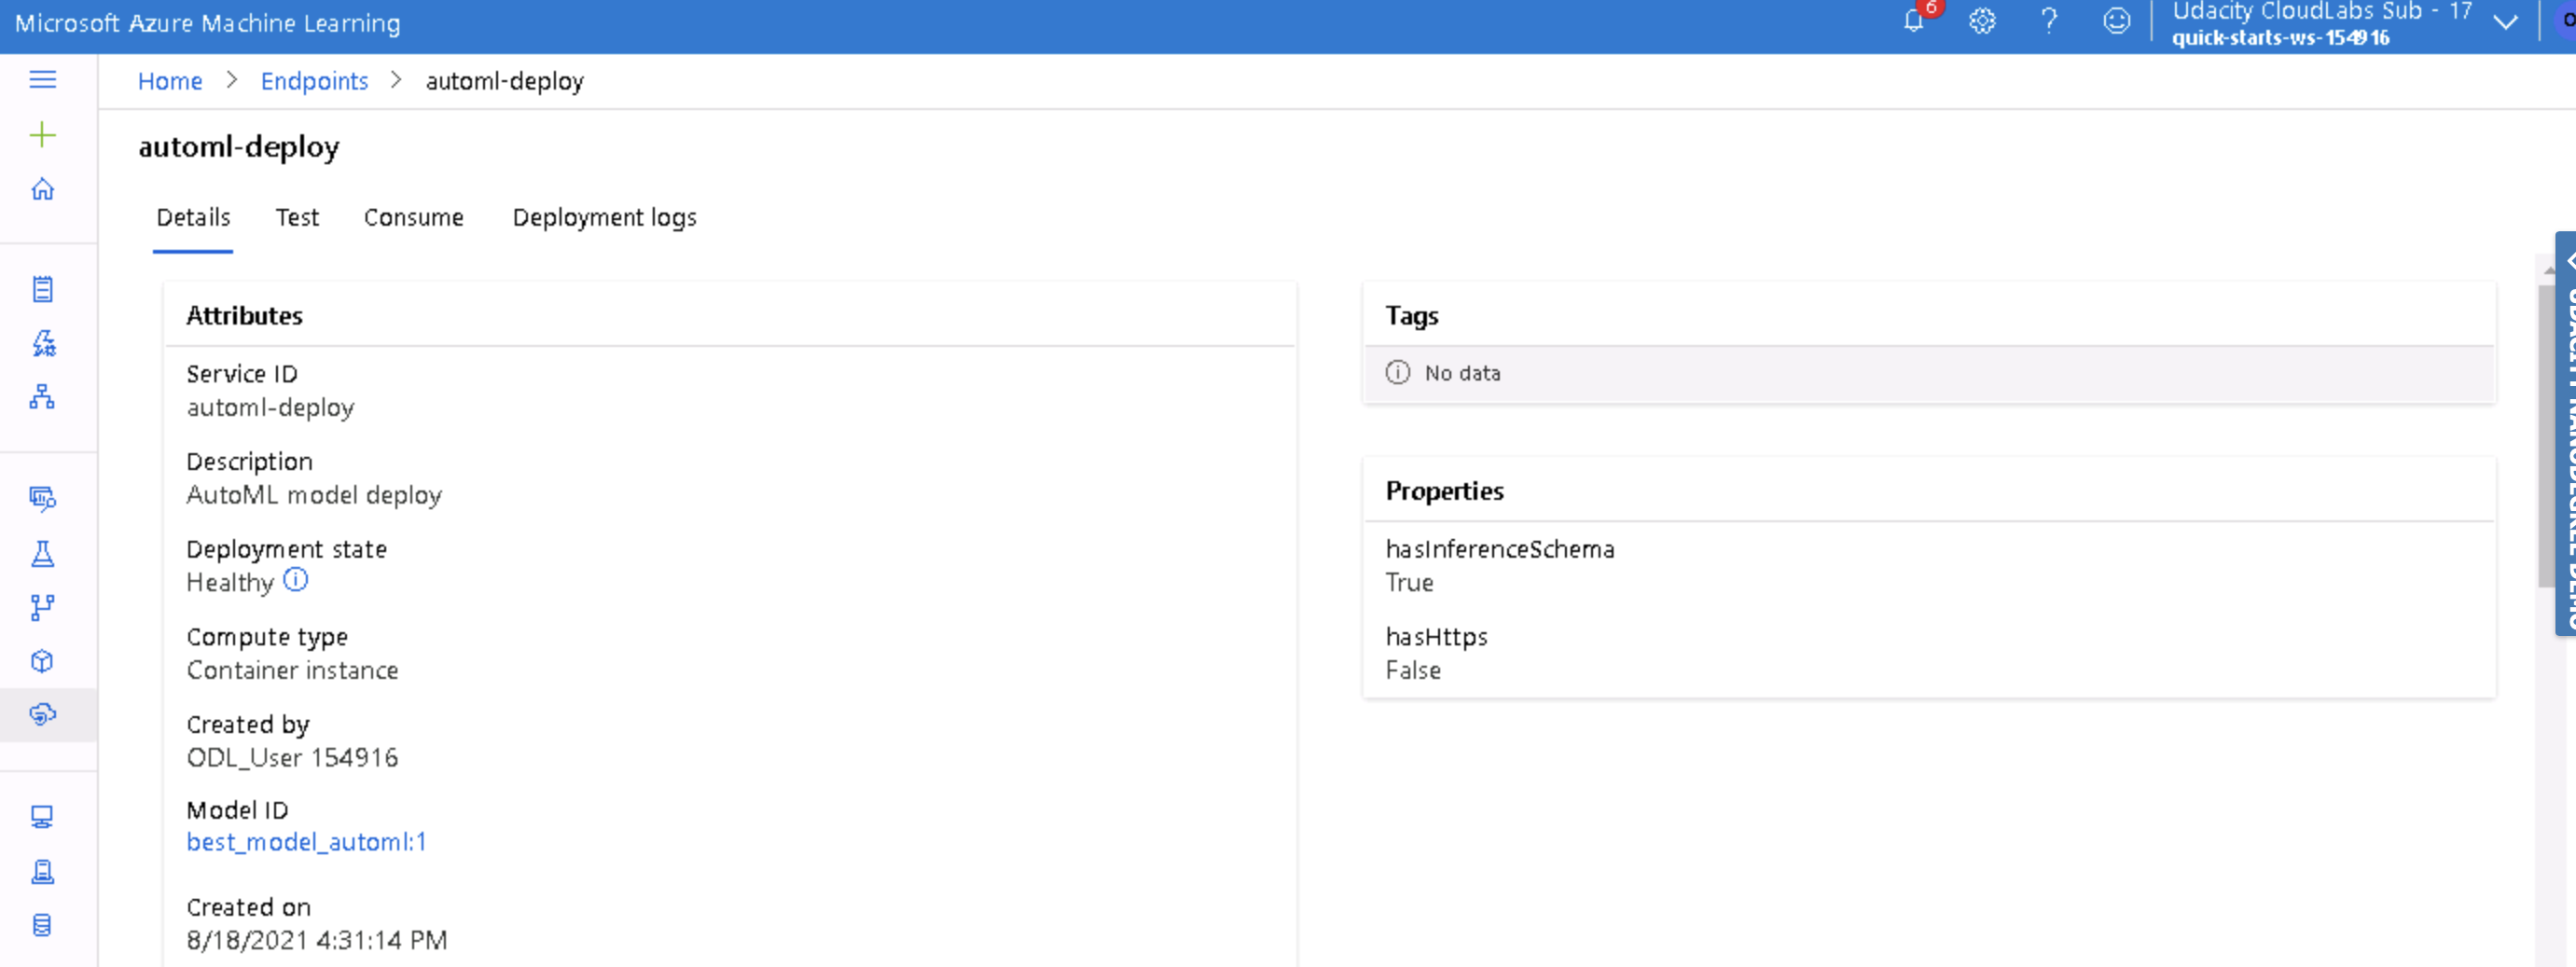 Microsoft Azure Machine Learning
6
Udacity CloudLabs Sub - 17
quick-starts-ws-154916
Home > Endpoints > automl-deploy
automl-deploy
Details Test Consume Deployment logs
Attributes
Service ID
automl-deploy
Description
AutoML model deploy
Deployment state
Healthy
Compute type
Container instance
Created by
ODL_User 154916
Model ID
best_model_automl:1
Created on
8/18/2021 4:31:14 PM
Tags
No data
Properties
hasInferenceSchema
True
hasHttps
False